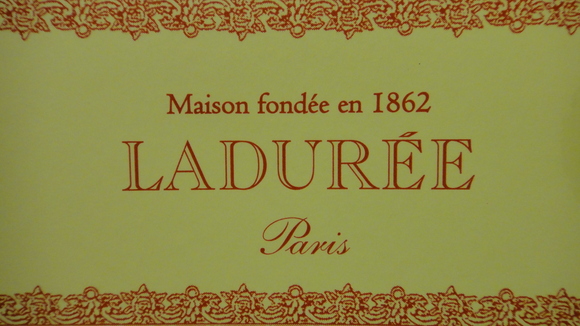 Maison fondée en 1862
LADURÉE
Paris